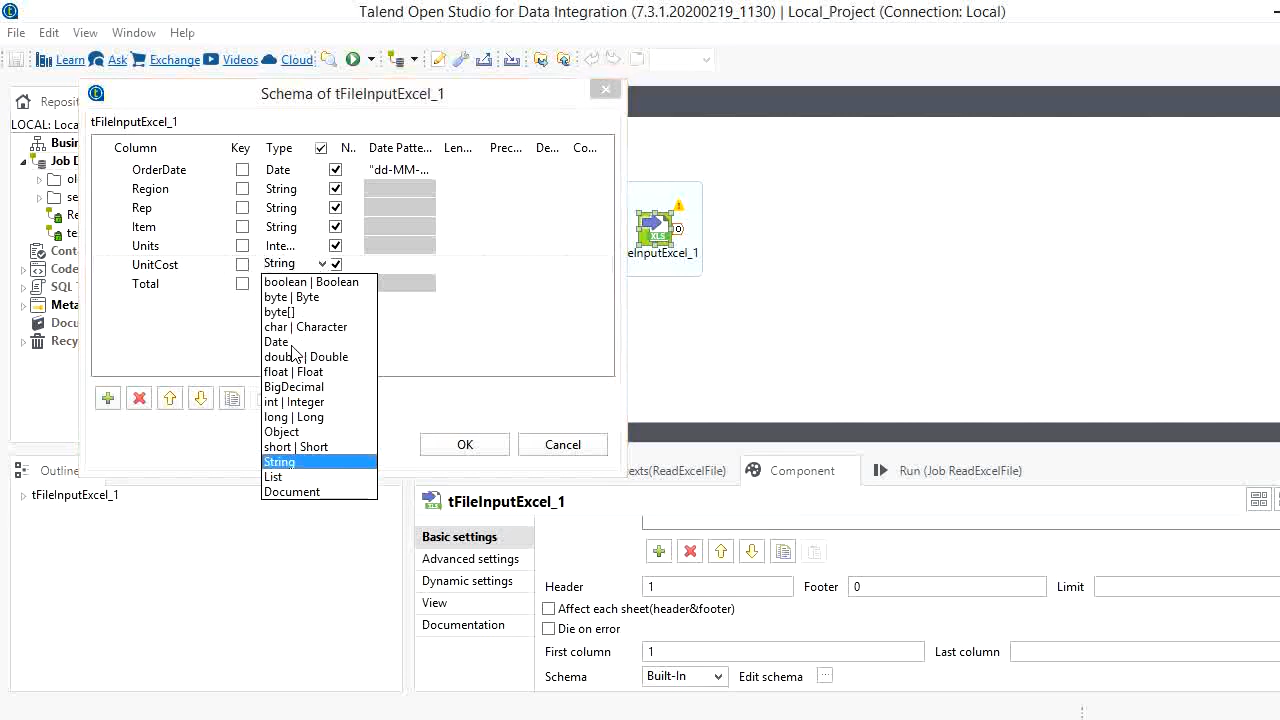 Talend Open Studio for Data Integration (7.3.1.20200219_1130) | Local_Project (Connection: Local)
File Edit View Window Help
Learn Ask Exchange Videos Cloud
Reposi
Schema of tFileInputExcel_1
LOCAL: Loca
tFileInputExcel_1
Busin
Job D
Column Key Type N.. Date Patte... Len... Prec... De... Co...
OrderDate Date "dd-MM-...
Region String
Rep String
Item String
Units Inte...
UnitCost String
Total
ol
se
Re
te
Cont
Code
SQL T
Meta
Docu
Recy
boolean | Boolean
byte | Byte
byte[]
char | Character
Date
double | Double
float | Float
BigDecimal
int | Integer
long | Long
Object
short | Short
String
List
Document
OK Cancel
XLS
eInputExcel_1
Outline
exts(ReadExcelFile) Component Run (Job ReadExcelFile)
tFileInputExcel_1
tFileInputExcel_1
Basic settings
Advanced settings
Dynamic settings
View
Documentation
Header 1 Footer 0 Limit
Affect each sheet(header&footer)
Die on error
First column 1 Last column
Schema Built-In Edit schema ...